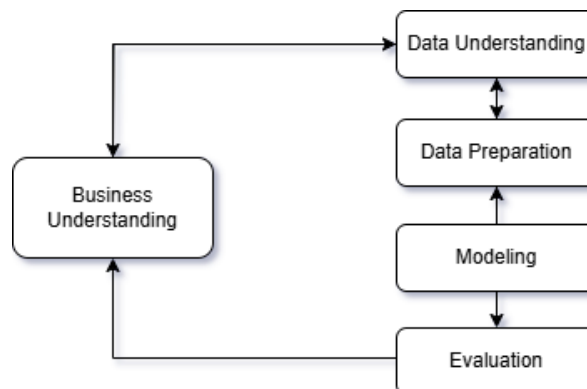 Data Understanding
Data Preparation
Business
Understanding
Modeling
Evaluation